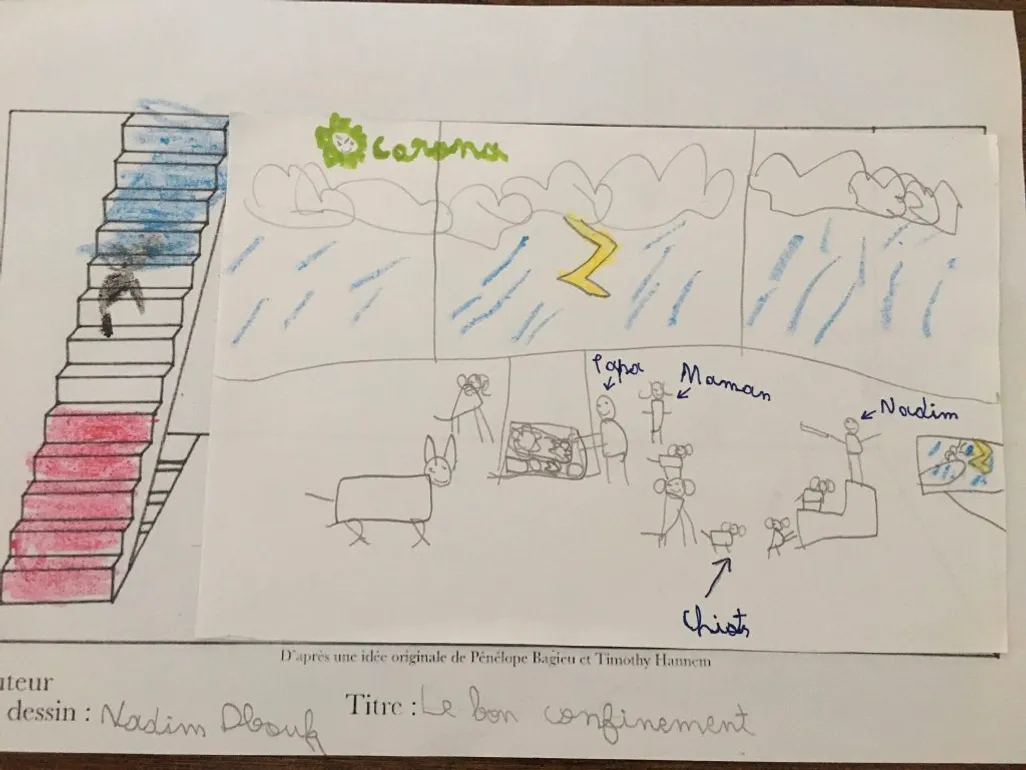 corona
Papa
Maman
Nadim
Chiots
D'après une idée originale de Pénélope Bagieu et Timothy Hannem
uteur
dessin : Nadim Dbouk
Titre : Le bon confinement